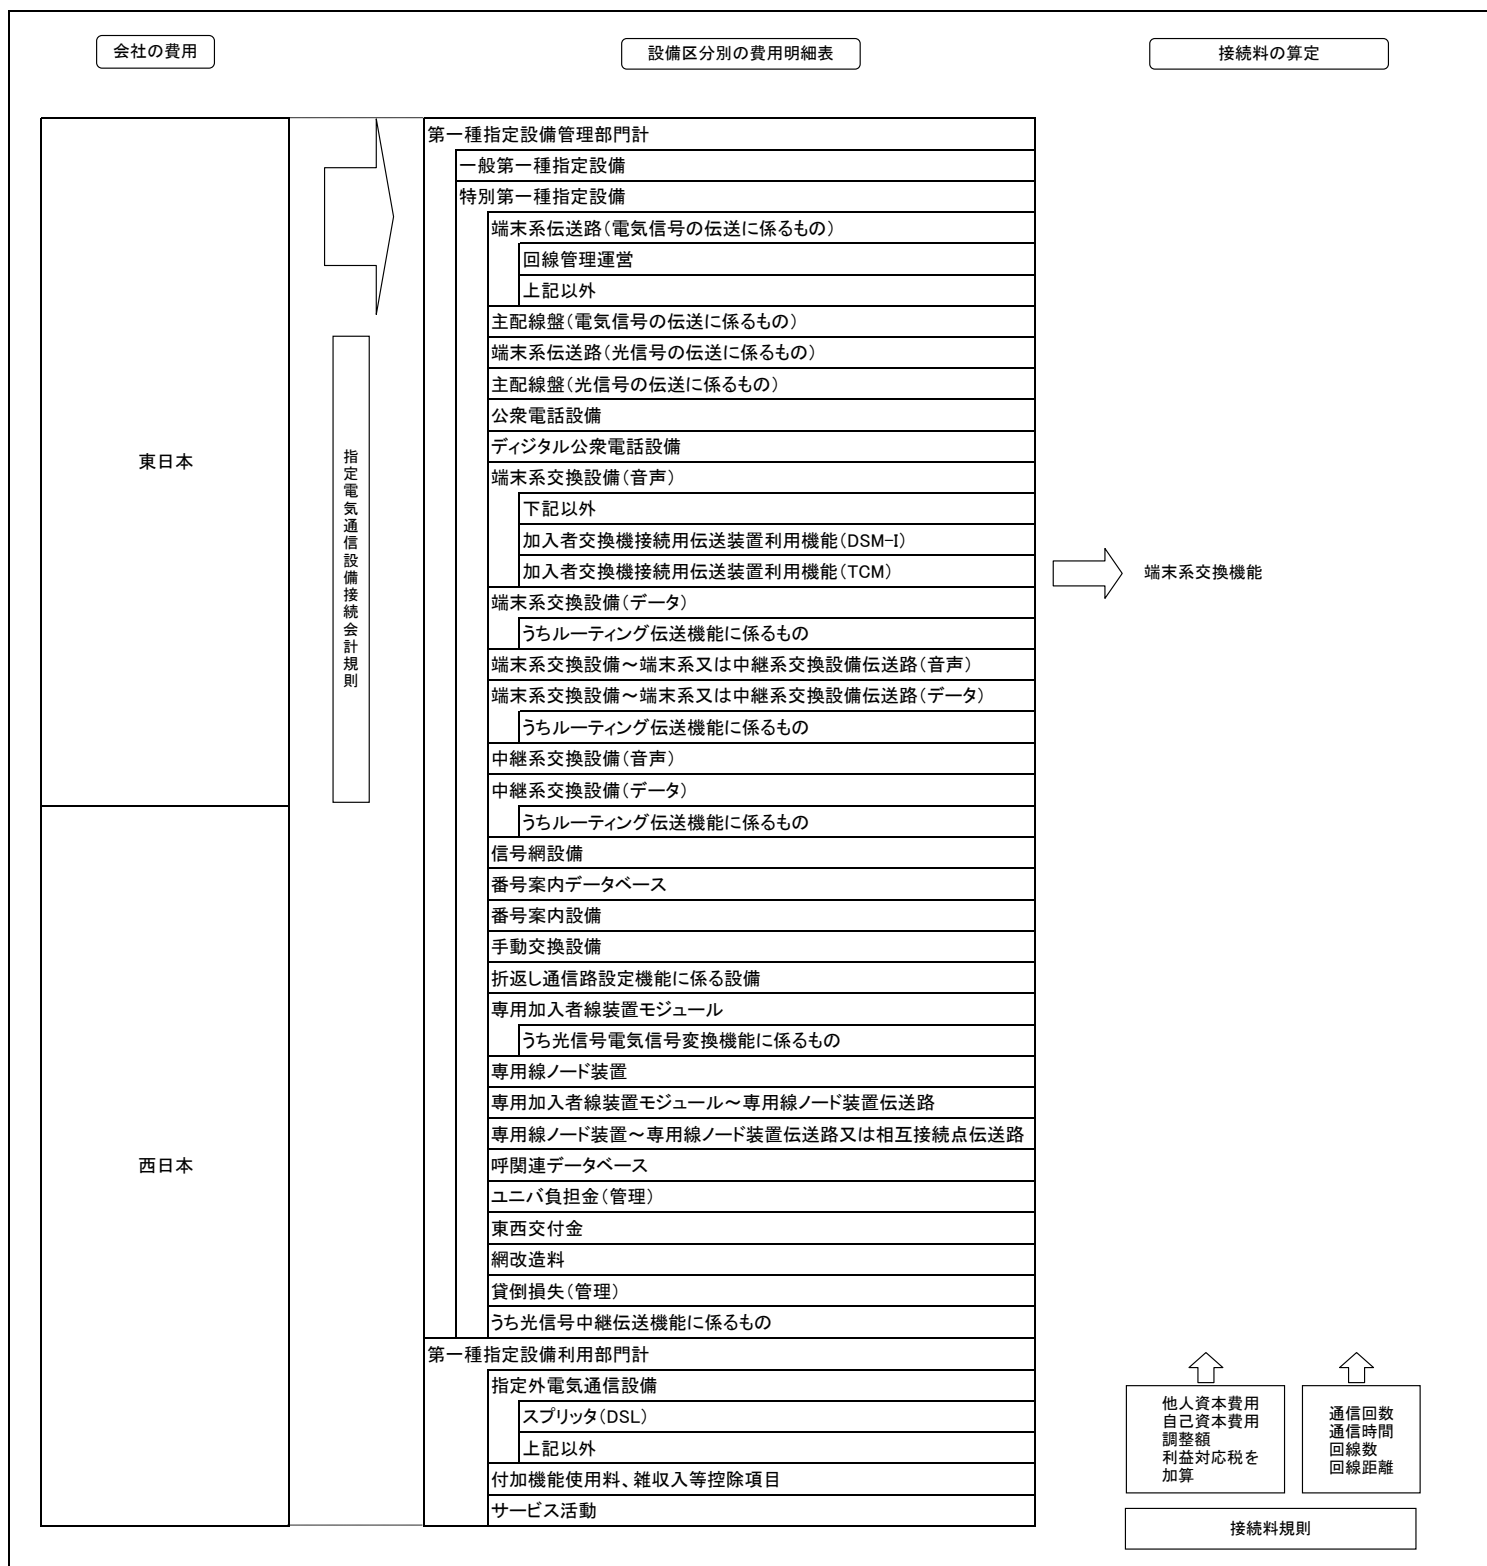 会社の費用
設備区分別の費用明細表
接続料の算定
東日本
西日本
指定電気通信設備接続会計規則
第一種指定設備管理部門計
一般第一種指定設備
特別第一種指定設備
端末系伝送路(電気信号の伝送に係るもの)
回線管理運営
上記以外
主配線盤(電気信号の伝送に係るもの)
端末系伝送路(光信号の伝送に係るもの)
主配線盤(光信号の伝送に係るもの)
公衆電話設備
ディジタル公衆電話設備
端末系交換設備(音声)
下記以外
加入者交換機接続用伝送装置利用機能(DSM-I)
加入者交換機接続用伝送装置利用機能(TCM)
端末系交換設備(データ)
うちルーティング伝送機能に係るもの
端末系交換設備~端末系又は中継系交換設備伝送路(音声)
端末系交換設備~端末系又は中継系交換設備伝送路(データ)
うちルーティング伝送機能に係るもの
中継系交換設備(音声)
中継系交換設備(データ)
うちルーティング伝送機能に係るもの
信号網設備
番号案内データベース
番号案内設備
手動交換設備
折返し通信路設定機能に係る設備
専用加入者線装置モジュール
うち光信号電気信号変換機能に係るもの
専用線ノード装置
専用加入者線装置モジュール~専用線ノード装置伝送路
専用線ノード装置~専用線ノード装置伝送路又は相互接続点伝送路
呼関連データベース
ユニバ負担金(管理)
東西交付金
網改造料
貸倒損失(管理)
うち光信号中継伝送機能に係るもの
第一種指定設備利用部門計
指定外電気通信設備
スプリッタ(DSL)
上記以外
付加機能使用料、雑収入等控除項目
サービス活動
端末系交換機能
他人資本費用
自己資本費用
調整額
利益対応税を
加算
通信回数
通信時間
回線数
回線距離
接続料規則